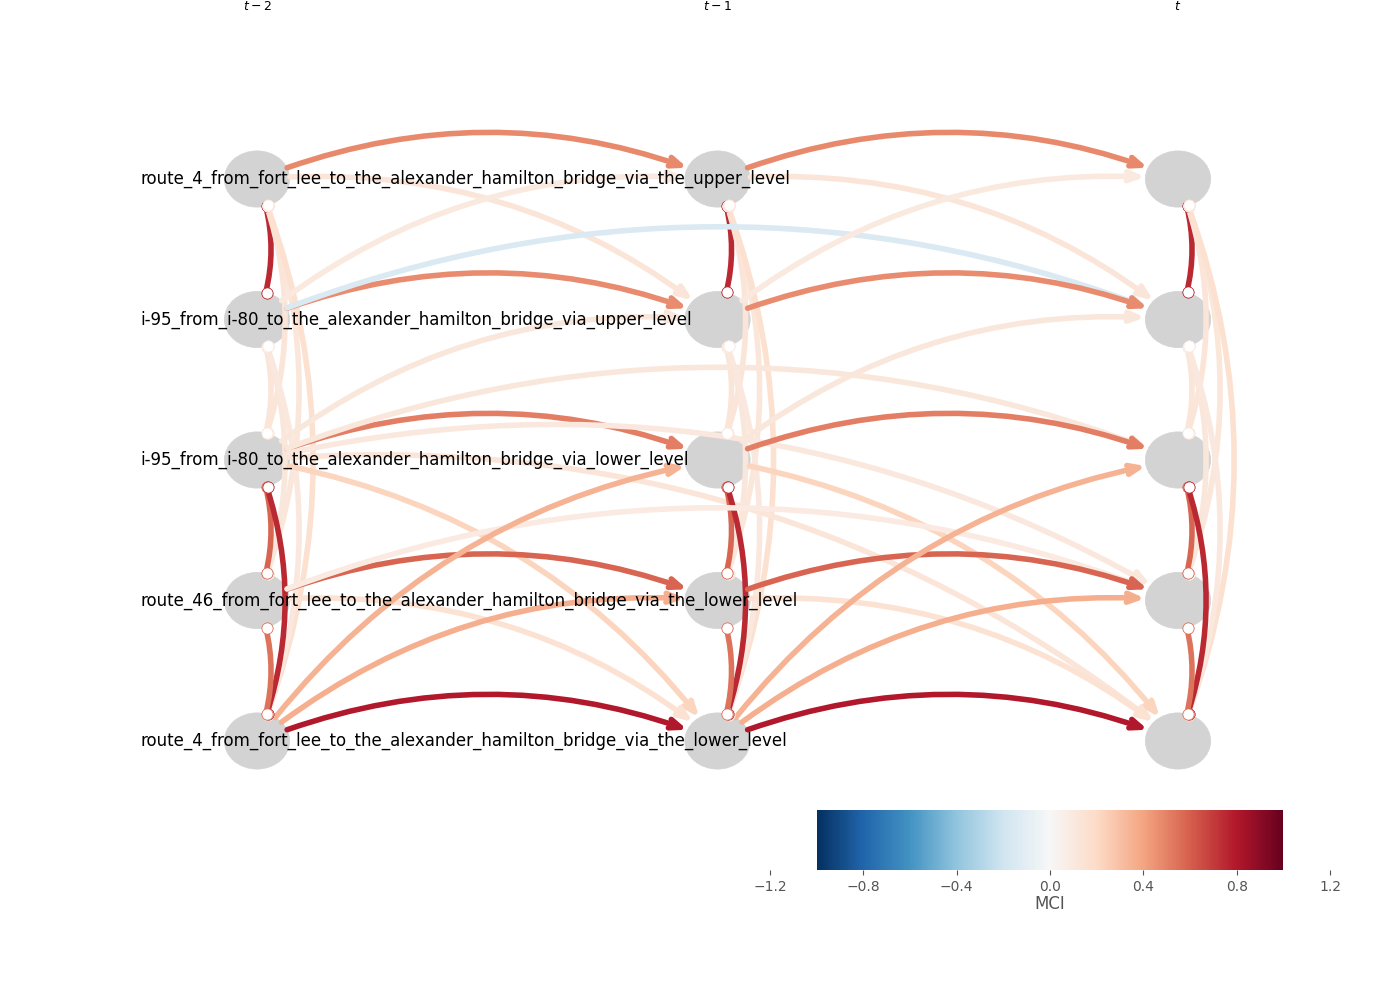 t − 2 t − 1 t
route_4_from_fort_lee_to_the_alexander_hamilton_bridge_via_the_upper_level
i-95_from_i-80_to_the_alexander_hamilton_bridge_via_upper_level
i-95_from_i-80_to_the_alexander_hamilton_bridge_via_lower_level
route_46_from_fort_lee_to_the_alexander_hamilton_bridge_via_the_lower_level
route_4_from_fort_lee_to_the_alexander_hamilton_bridge_via_the_lower_level
−1.2 −0.8 −0.4 0.0 0.4 0.8 1.2
MCI